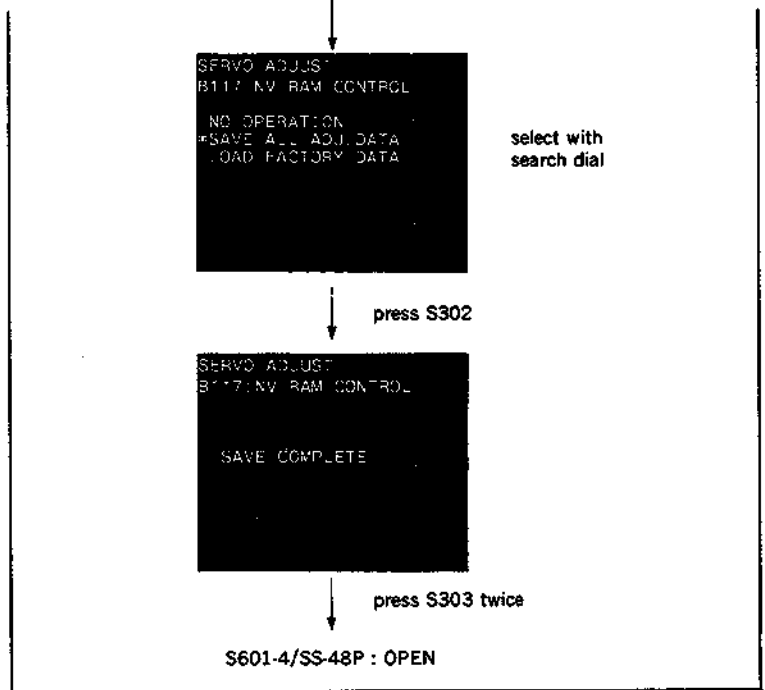 SERVO ADJUST
B117:NV RAM CONTROL
NO OPERATION
*SAVE ALL ADJ.DATA
LOAD FACTORY DATA
select with
search dial
press S302
SERVO ADJUST
B117:NV RAM CONTROL
SAVE COMPLETE
press S303 twice
S601-4/SS-48P : OPEN